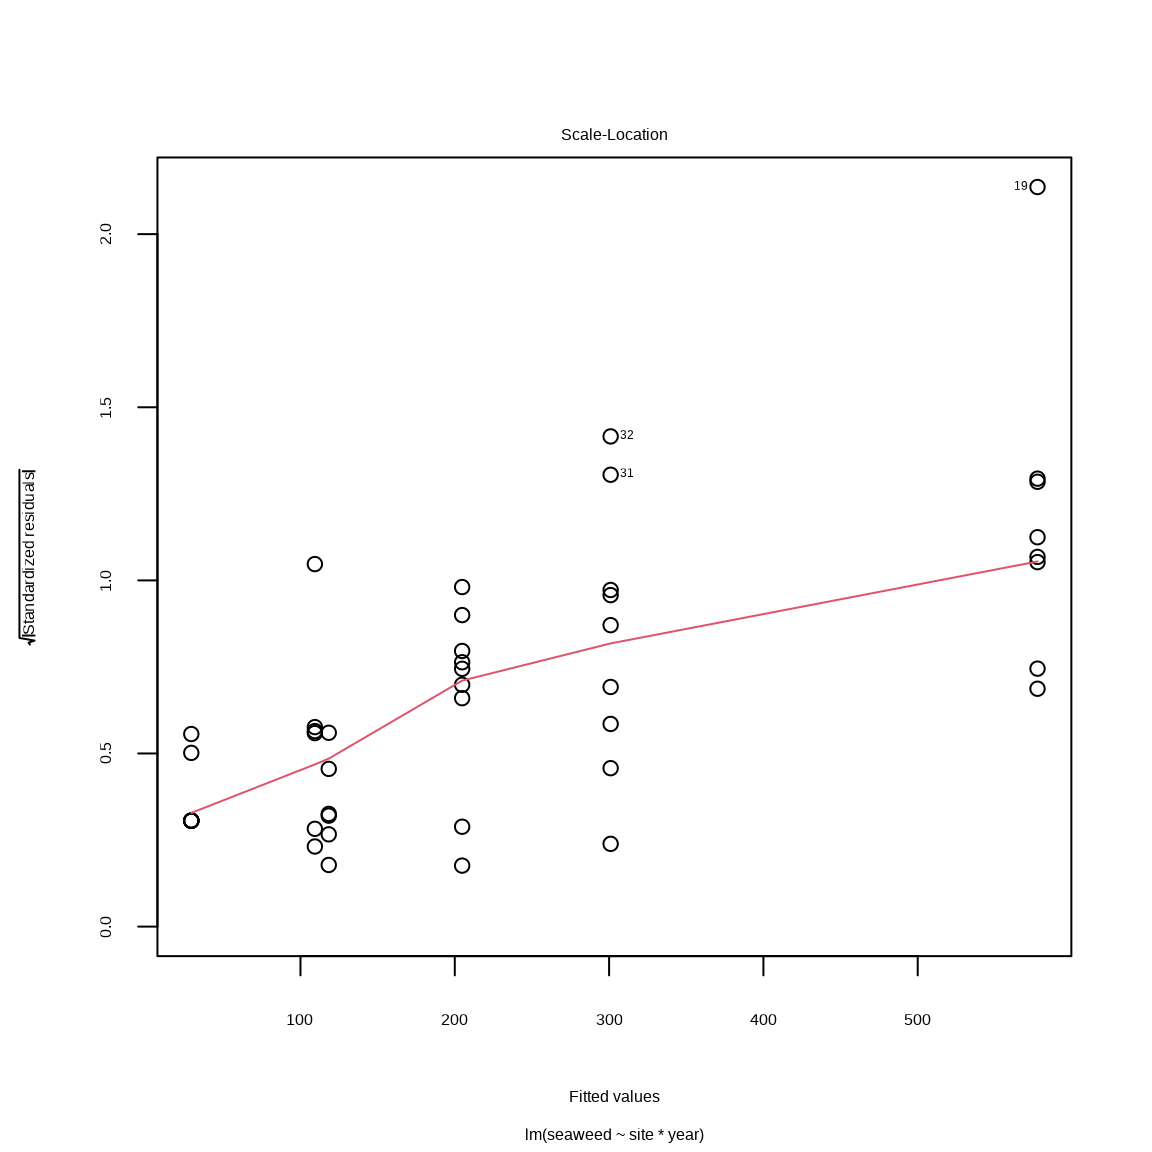 Scale-Location
√|Standardized residuals|
2.0
1.5
1.0
0.5
0.0
19
32
31
100 200 300 400 500
Fitted values
lm(seaweed ~ site * year)